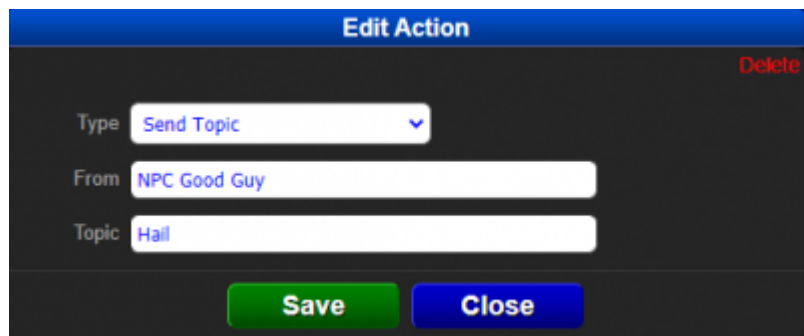 Edit Action
Delete
Type Send Topic
From NPC Good Guy
Topic Hail
Save Close